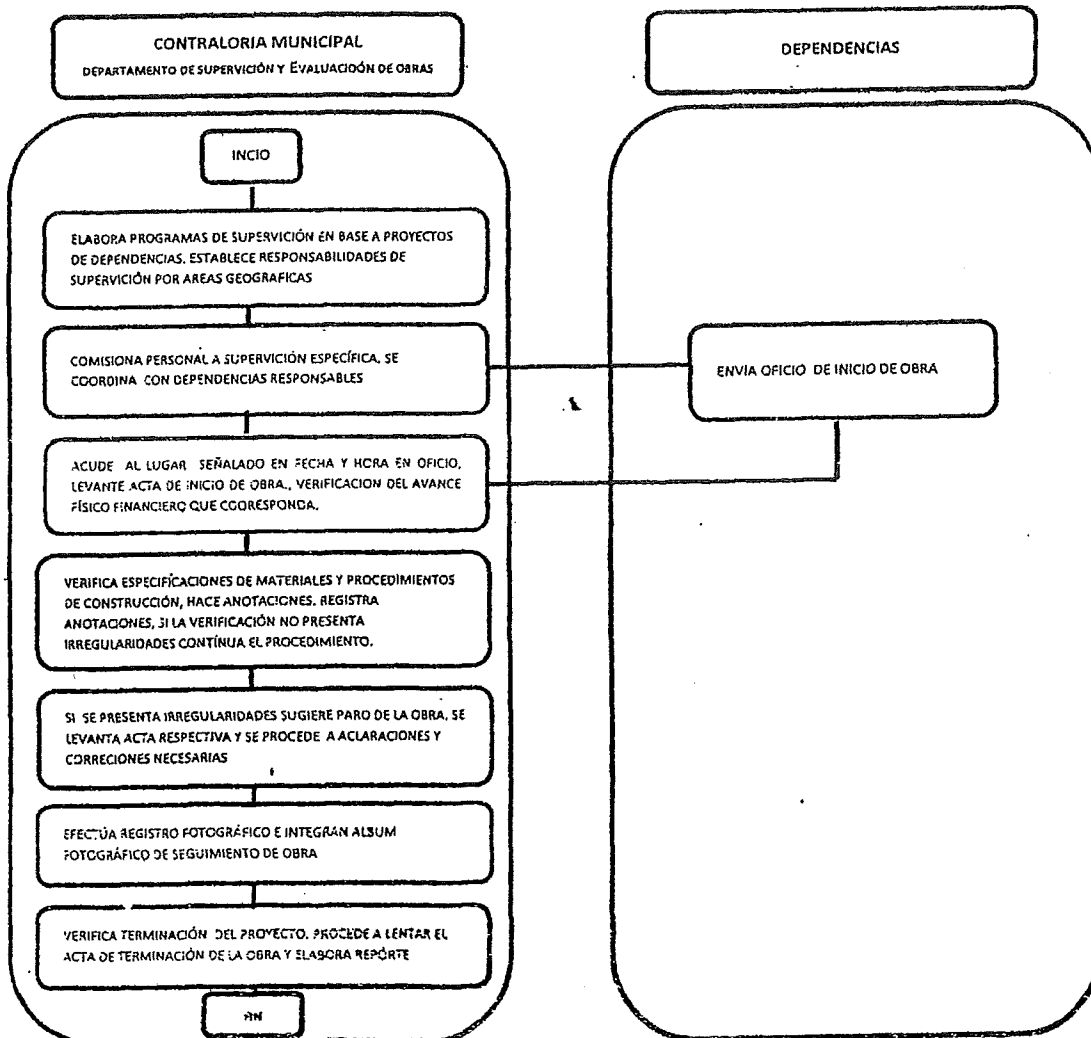 CONTRALORIA MUNICIPAL
DEPARTAMENTO DE SUPERVICIÓN Y EVALUACIOÓN DE OBRAS
DEPENDENCIAS
INCIO
ELABORA PROGRAMAS DE SUPERVICIÓN EN BASE A PROYECTOS
DE DEPENDENCIAS. ESTABLECE RESPONSABILIDADES DE
SUPERVICIÓN POR AREAS GEOGRAFICAS
COMISIONA PERSONAL A SUPERVICIÓN ESPECÍFICA, SE
COORDINA CON DEPENDENCIAS RESPONSABLES
ENVIA OFICIO DE INICIO DE OBRA
ACUDE AL LUGAR SEÑALADO EN FECHA Y HORA EN OFICIO,
LEVANTE ACTA DE INICIO DE OBRA., VERIFICACION DEL AVANCE
FÍSICO FINANCIERO QUE CORRESPONDA.
VERIFICA ESPECIFÍCACIONES DE MATERIALES Y PROCEDIMIENTOS
DE CONSTRUCCIÓN, HACE ANOTACIONES. REGISTRA
ANOTACIONES, SI LA VERIFICACIÓN NO PRESENTA
IRREGULARIDADES CONTÍNUA EL PROCEDIMIENTO.
SI SE PRESENTA IRREGULARIDADES SUGIERE PARO DE LA OBRA, SE
LEVANTA ACTA RESPECTIVA Y SE PROCEDE A ACLARACIONES Y
CORRECIONES NECESARIAS
EFECTÚA REGISTRO FOTOGRÁFICO E INTEGRAN ALBUM
FOTOGRÁFICO DE SEGUIMIENTO DE OBRA
VERIFICA TERMINACIÓN DEL PROYECTO. PROCEDE A LENTAR EL
ACTA DE TERMINACIÓN DE LA OBRA Y ELABORA REPÓRTE
FIN